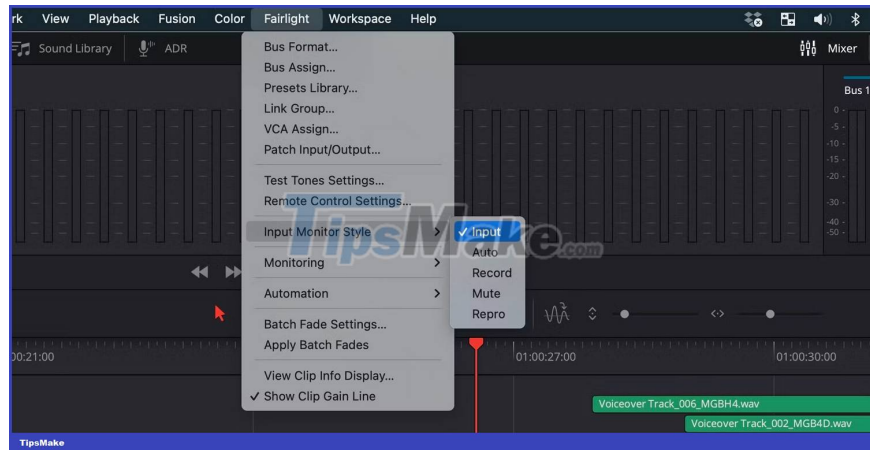 rk View Playback Fusion Color Fairlight Workspace Help
Sound Library ADR Mixer
Bus Format...
Bus Assign...
Presets Library...
Link Group...
VCA Assign...
Patch Input/Output...
Test Tones Settings...
Remote Control Settings...
Input Monitor Style
Monitoring
Automation
Batch Fade Settings...
Apply Batch Fades
View Clip Info Display...
✓ Show Clip Gain Line
✓ Input
Auto
Record
Mute
Repro
Bus 1
0
-5
-10
-15
-20
-30
-40
-50
TipsMake.com
00:21:00 01:00:27:00 01:00:30:00
Voiceover Track_006_MGBH4.wav
Voiceover Track_002_MGB4D.wav
TipsMake